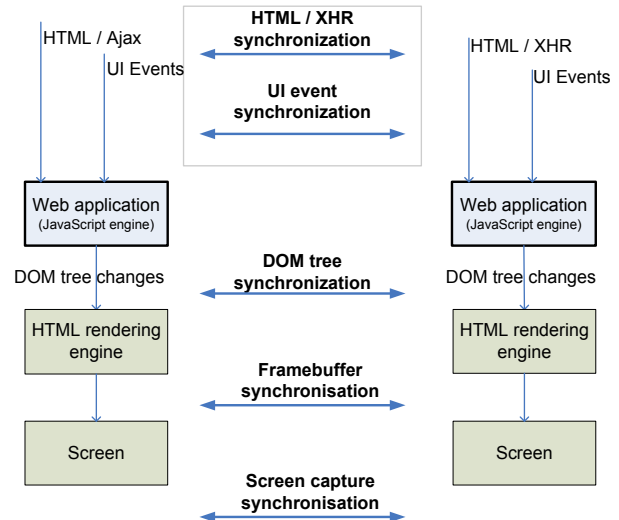 HTML / XHR
synchronization
HTML / Ajax
HTML / XHR
UI Events
UI Events
UI event
synchronization
Web application
(JavaScript engine)
Web application
(JavaScript engine)
DOM tree
synchronization
DOM tree changes
DOM tree changes
HTML rendering
engine
HTML rendering
engine
Framebuffer
synchronisation
Screen
Screen
Screen capture
synchronisation